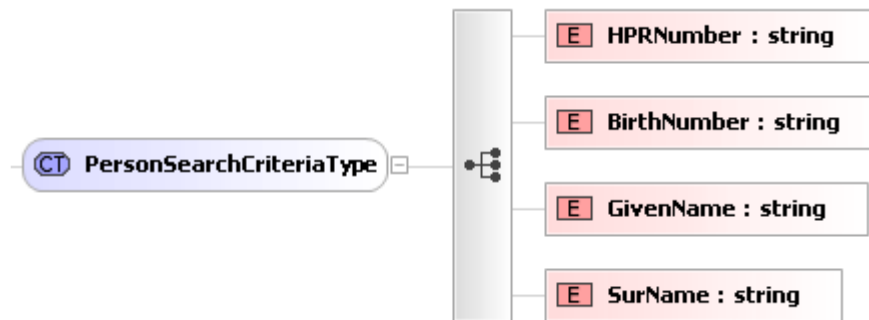 E HPRNumber : string
E BirthNumber : string
CT PersonSearchCriteriaType
E GivenName : string
E SurName : string